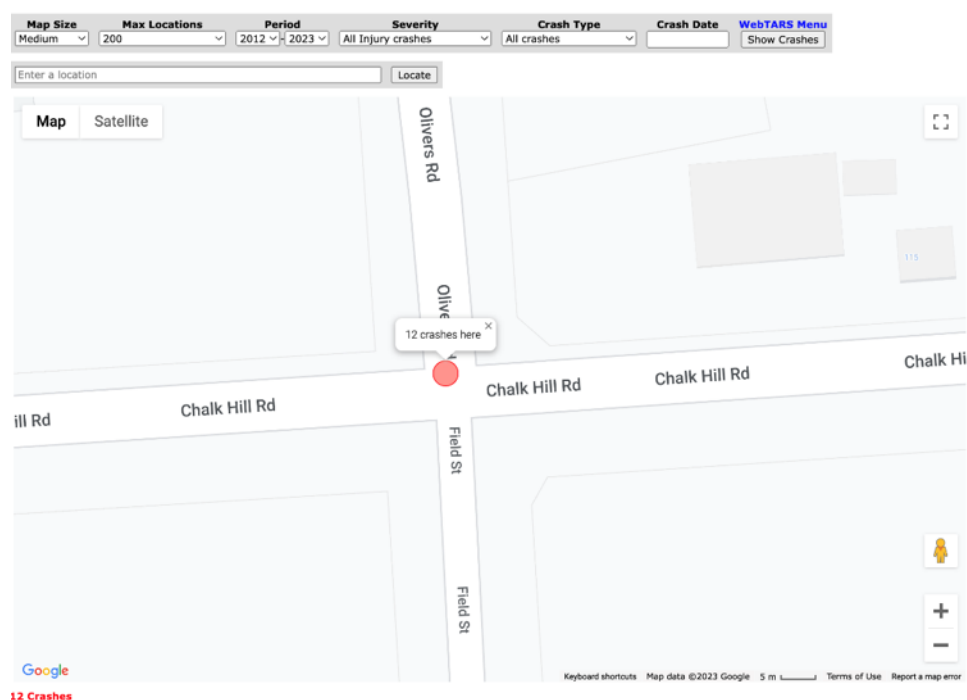 Map Size Max Locations Period Severity Crash Type Crash Date WebTARS Menu
Medium 200 2012 - 2023 All Injury crashes All crashes Show Crashes
Enter a location Locate
Map Satellite
Olivers Rd
115
Olive
12 crashes here ×
Chalk Hi
Chalk Hill Rd
Chalk Hill Rd
Chalk Hill Rd
ill Rd
Field St
Field St
+
−
Google
Keyboard shortcuts Map data ©2023 Google 5 m Terms of Use Report a map error
12 Crashes